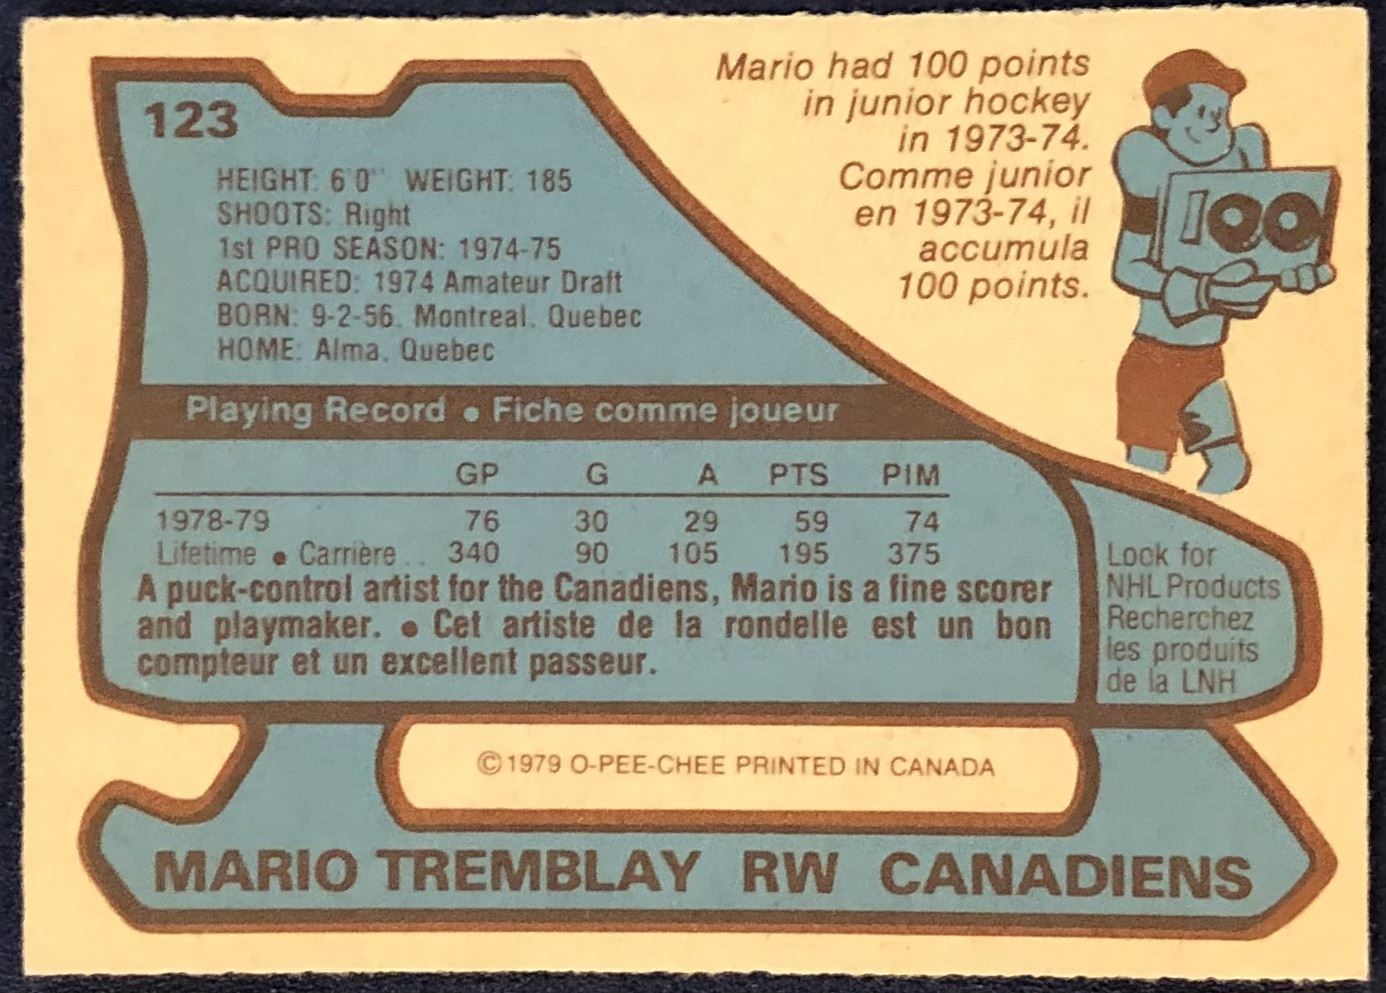 123
Mario had 100 points
in junior hockey
in 1973-74.
Comme junior
en 1973-74, il
accumula
100 points.
100
HEIGHT: 6'0" WEIGHT: 185
SHOOTS: Right
1st PRO SEASON: 1974-75
ACQUIRED: 1974 Amateur Draft
BORN: 9-2-56, Montreal, Quebec
HOME: Alma, Quebec
Playing Record • Fiche comme joueur
GP G A PTS PIM
1978-79 76 30 29 59 74
Lifetime • Carrière .. 340 90 105 195 375
A puck-control artist for the Canadiens, Mario is a fine scorer
and playmaker. • Cet artiste de la rondelle est un bon
compteur et un excellent passeur.
Look for
NHL Products
Recherchez
les produits
de la LNH
©1979 O-PEE-CHEE PRINTED IN CANADA
MARIO TREMBLAY RW CANADIENS